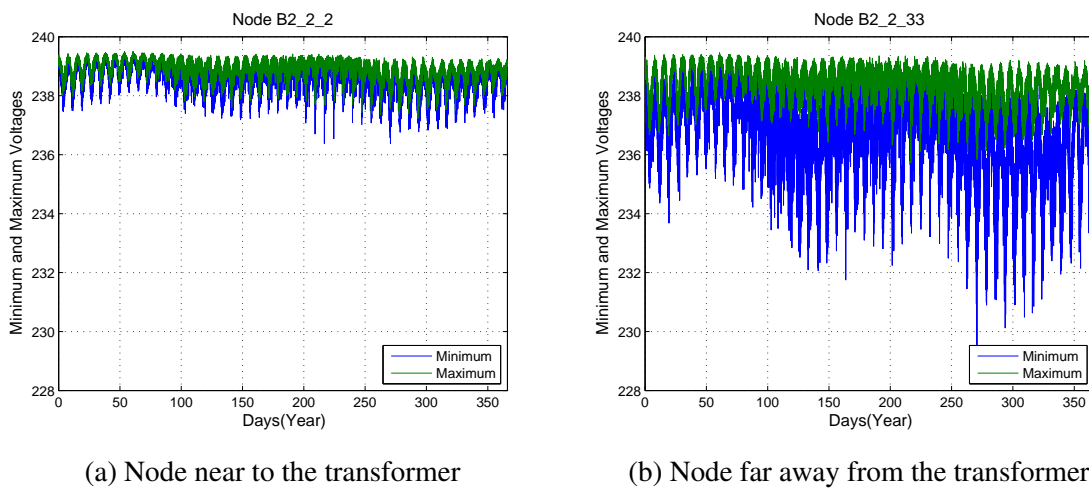 Node B2_2_2
240
238
236
234
232
230
228
Minimum and Maximum Voltages
0 50 100 150 200 250 300 350
Days(Year)
Minimum
Maximum
(a) Node near to the transformer
Node B2_2_33
240
238
236
234
232
230
228
Minimum and Maximum Voltages
0 50 100 150 200 250 300 350
Days(Year)
Minimum
Maximum
(b) Node far away from the transformer